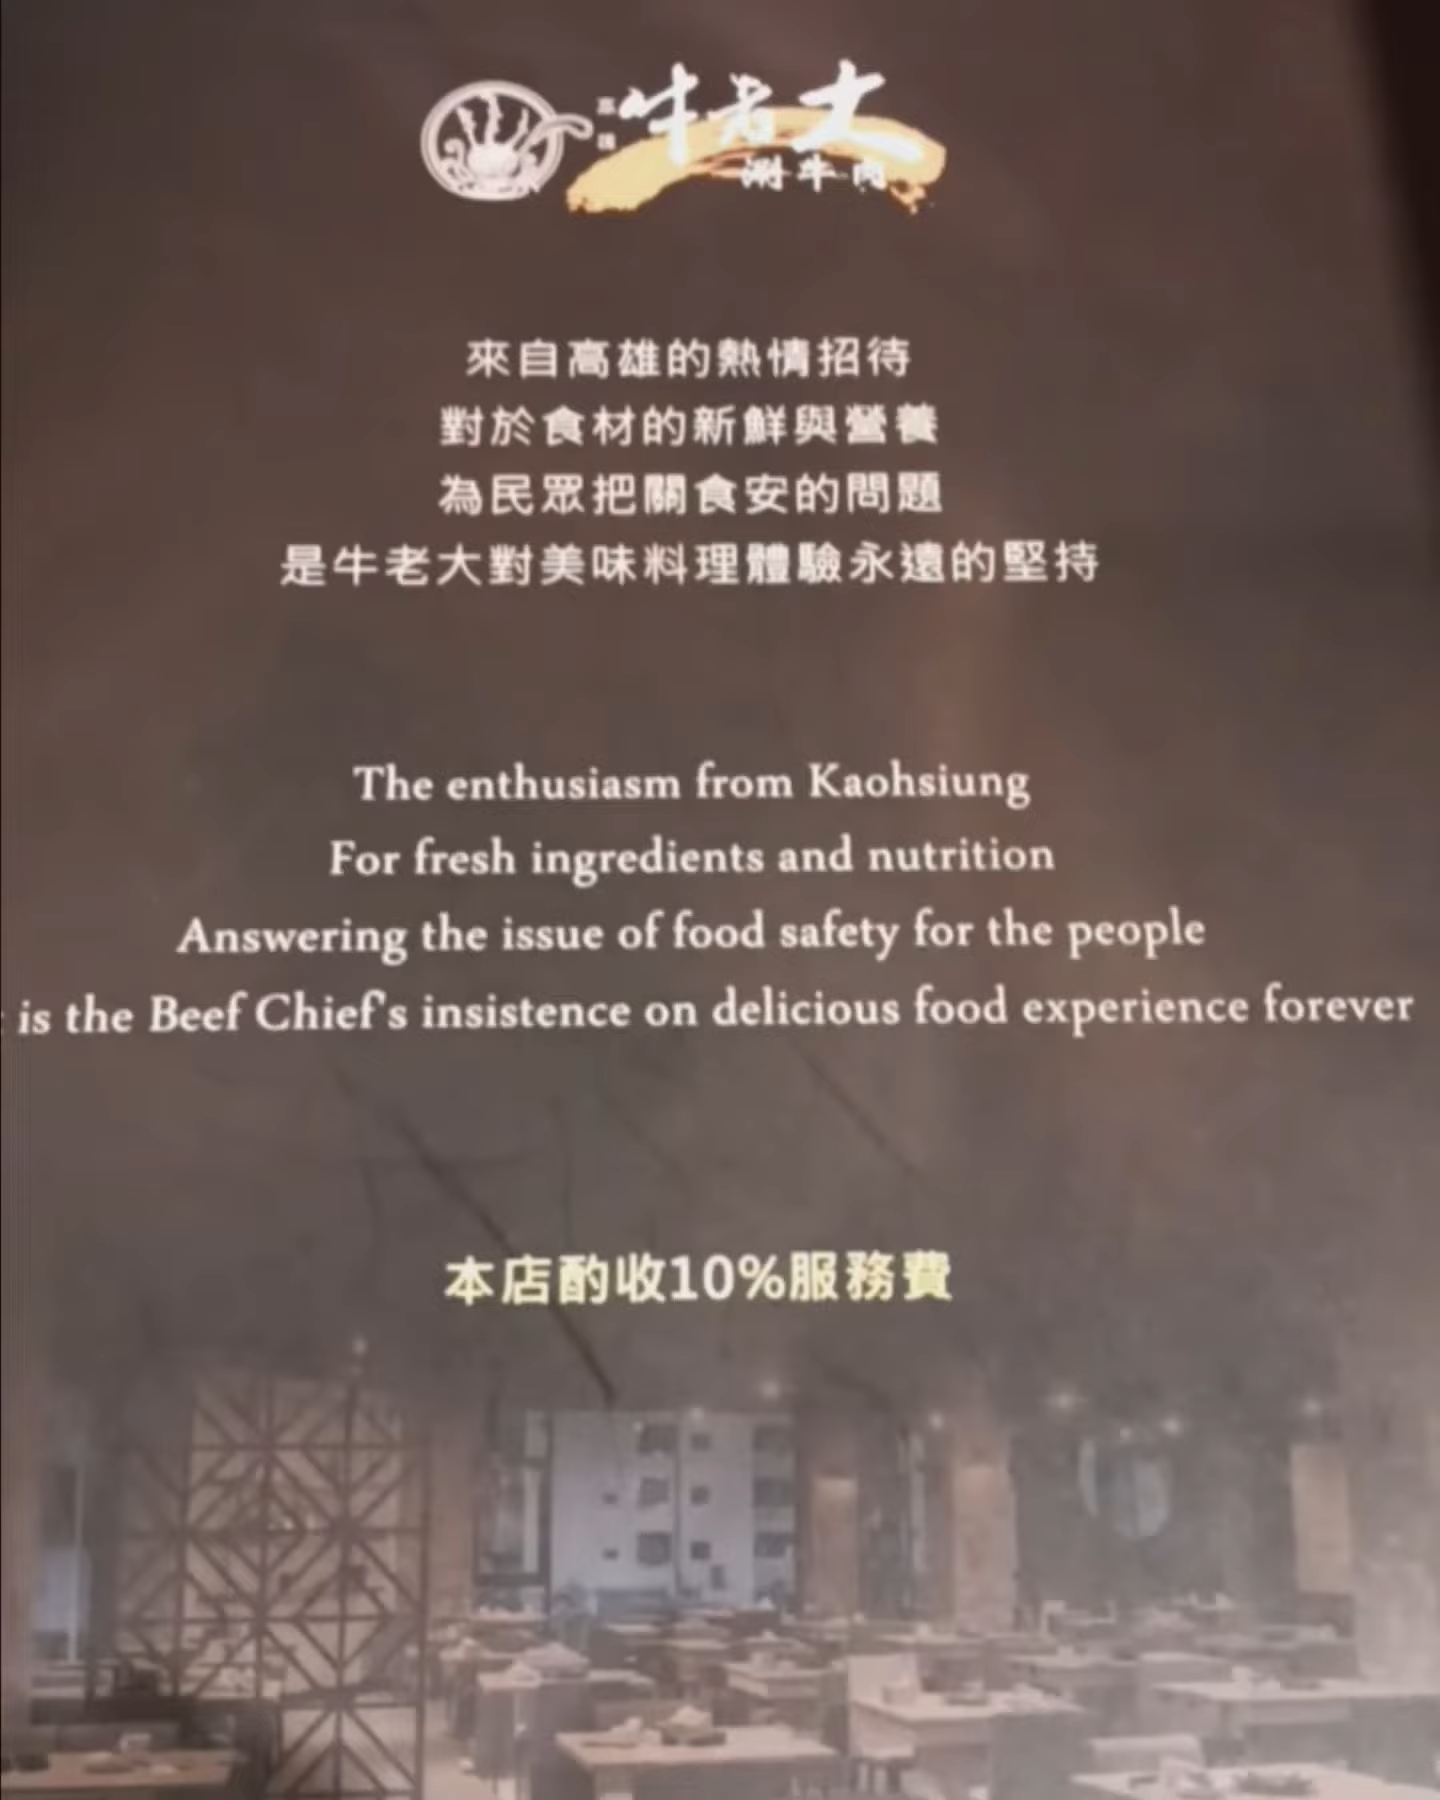 牛老大
涮牛肉
來自高雄的熱情招待
對於食材的新鮮與營養
為民眾把關食安的問題
是牛老大對美味料理體驗永遠的堅持
The enthusiasm from Kaohsiung
For fresh ingredients and nutrition
Answering the issue of food safety for the people
is the Beef Chief's insistence on delicious food experience forever
本店酌收10%服務費